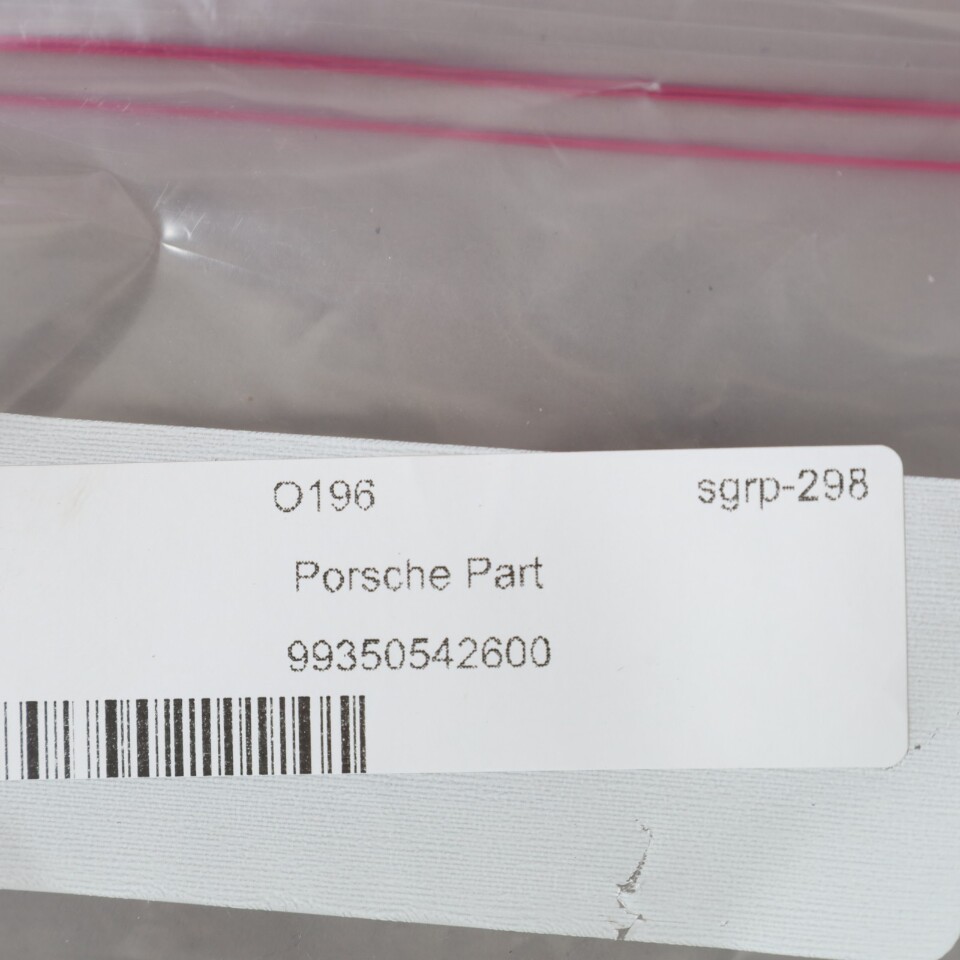 O196
sgrp-298
Porsche Part
99350542600